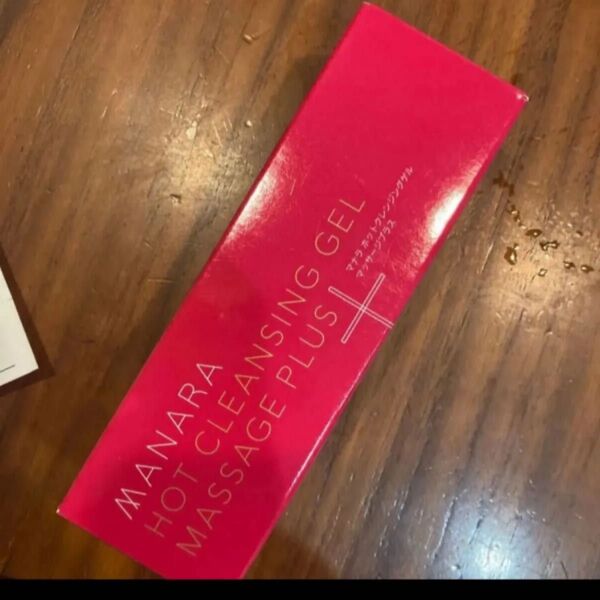 MANARA
HOT CLEANSING GEL
MASSAGE PLUS
マナラ ホットクレンジングゲル
マッサージプラス